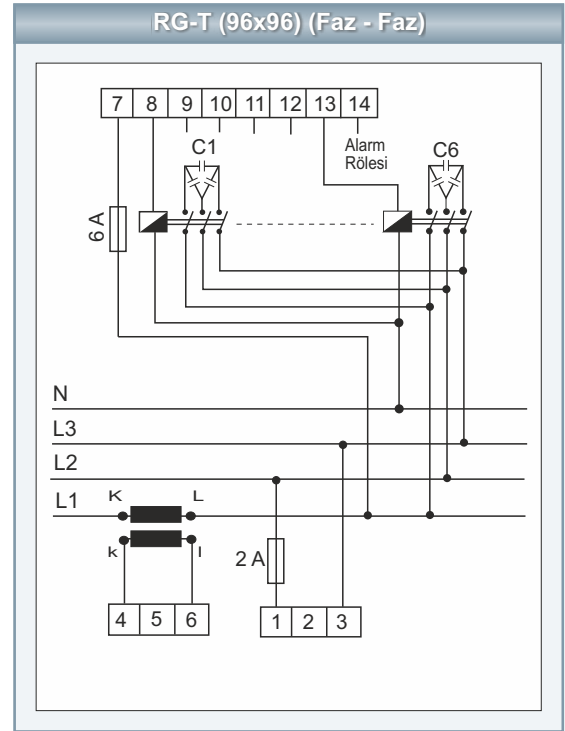 RG-T (96x96) (Faz - Faz)
7 8 9 10 11 12 13 14
C1
Alarm
Rölesi
C6
6 A
N
L3
L2
L1
K L
k l
2 A
4 5 6
1 2 3